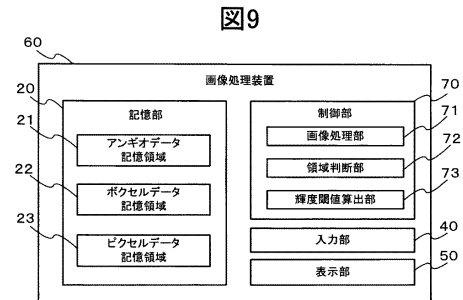 図9
60
画像処理装置
20
記憶部
21
アンギオデータ
記憶領域
22
ボクセルデータ
記憶領域
23
ピクセルデータ
記憶領域
70
制御部
71
画像処理部
72
領域判断部
73
輝度閾値算出部
40
入力部
50
表示部